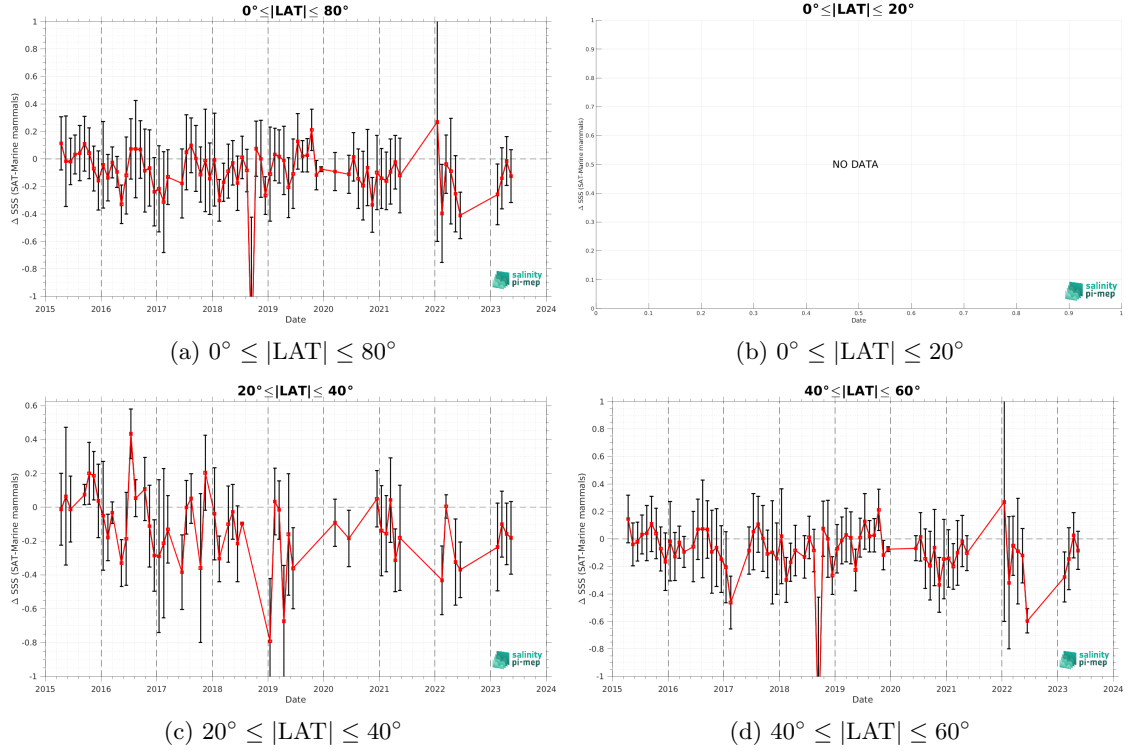 0°≤|LAT|≤ 80°
1
0.8
0.6
0.4
0.2
0
-0.2
-0.4
-0.6
-0.8
-1
Δ SSS (SAT-Marine mammals)
2015 2016 2017 2018 2019 2020 2021 2022 2023 2024
Date
salinity
pi-mep
(a) 0° ≤ |LAT| ≤ 80°
0°≤|LAT|≤ 20°
1
0.9
0.8
0.7
0.6
0.5
0.4
0.3
0.2
0.1
0
Δ SSS (SAT-Marine mammals)
NO DATA
0 0.1 0.2 0.3 0.4 0.5 0.6 0.7 0.8 0.9 1
Date
salinity
pi-mep
(b) 0° ≤ |LAT| ≤ 20°
20°≤|LAT|≤ 40°
0.6
0.4
0.2
0
-0.2
-0.4
-0.6
-0.8
-1
Δ SSS (SAT-Marine mammals)
2015 2016 2017 2018 2019 2020 2021 2022 2023 2024
Date
salinity
pi-mep
(c) 20° ≤ |LAT| ≤ 40°
40°≤|LAT|≤ 60°
1
0.8
0.6
0.4
0.2
0
-0.2
-0.4
-0.6
-0.8
-1
Δ SSS (SAT-Marine mammals)
2015 2016 2017 2018 2019 2020 2021 2022 2023 2024
Date
salinity
pi-mep
(d) 40° ≤ |LAT| ≤ 60°